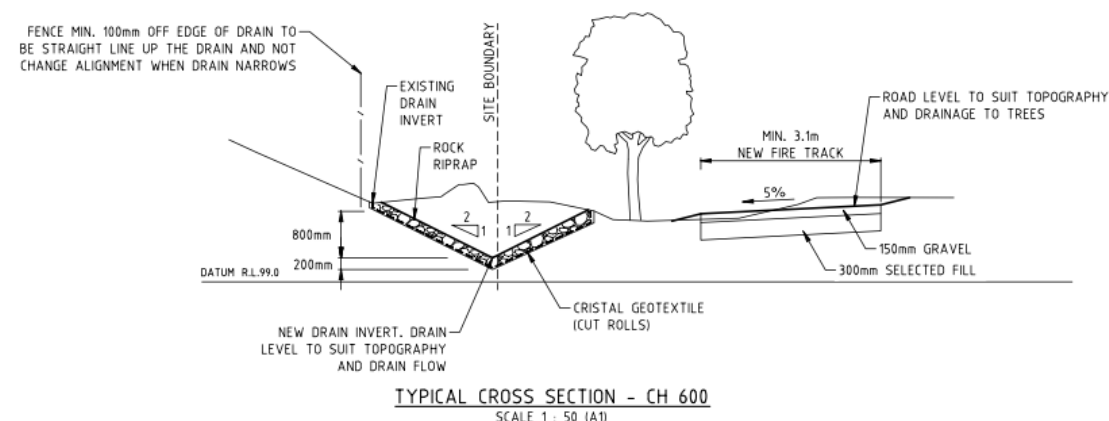 FENCE MIN. 100mm OFF EDGE OF DRAIN TO
BE STRAIGHT LINE UP THE DRAIN AND NOT
CHANGE ALIGNMENT WHEN DRAIN NARROWS
EXISTING
DRAIN
INVERT
SITE BOUNDARY
ROCK
RIPRAP
ROAD LEVEL TO SUIT TOPOGRAPHY
AND DRAINAGE TO TREES
MIN. 3.1m
NEW FIRE TRACK
5%
2
1
2
1
800mm
200mm
DATUM R.L.99.0
150mm GRAVEL
300mm SELECTED FILL
CRISTAL GEOTEXTILE
(CUT ROLLS)
NEW DRAIN INVERT. DRAIN
LEVEL TO SUIT TOPOGRAPHY
AND DRAIN FLOW
TYPICAL CROSS SECTION - CH 600
SCALE 1 : 50 (A1)